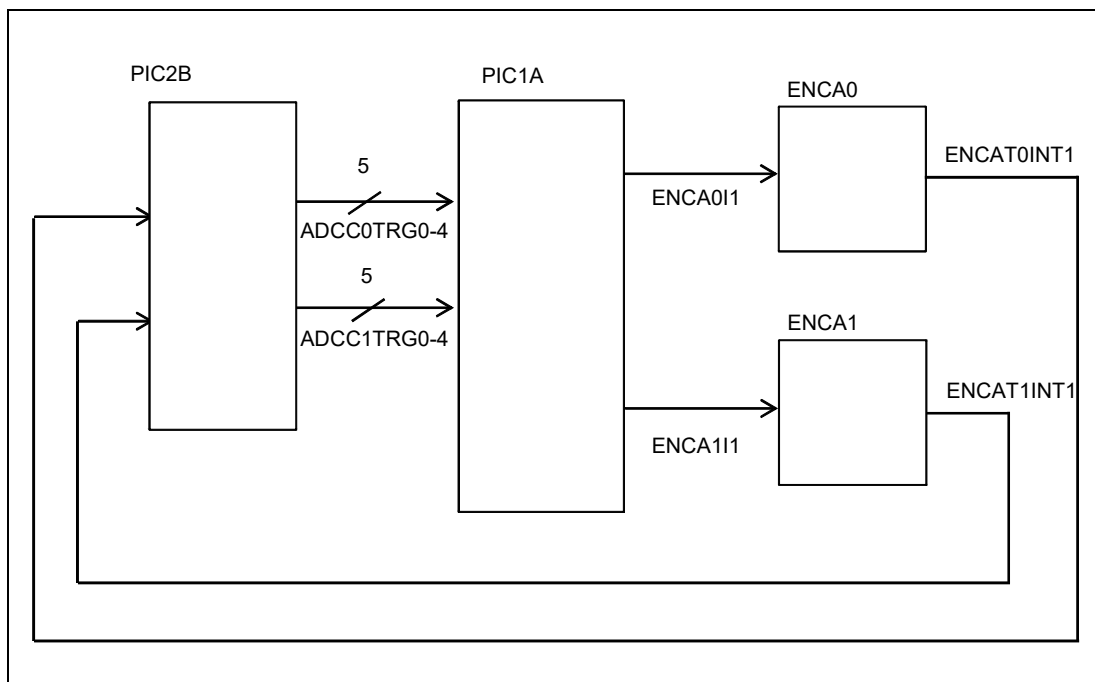 PIC2B
PIC1A
ENCA0
5
ADCC0TRG0-4
5
ADCC1TRG0-4
ENCA0I1
ENCAT0INT1
ENCA1
ENCA1I1
ENCAT1INT1